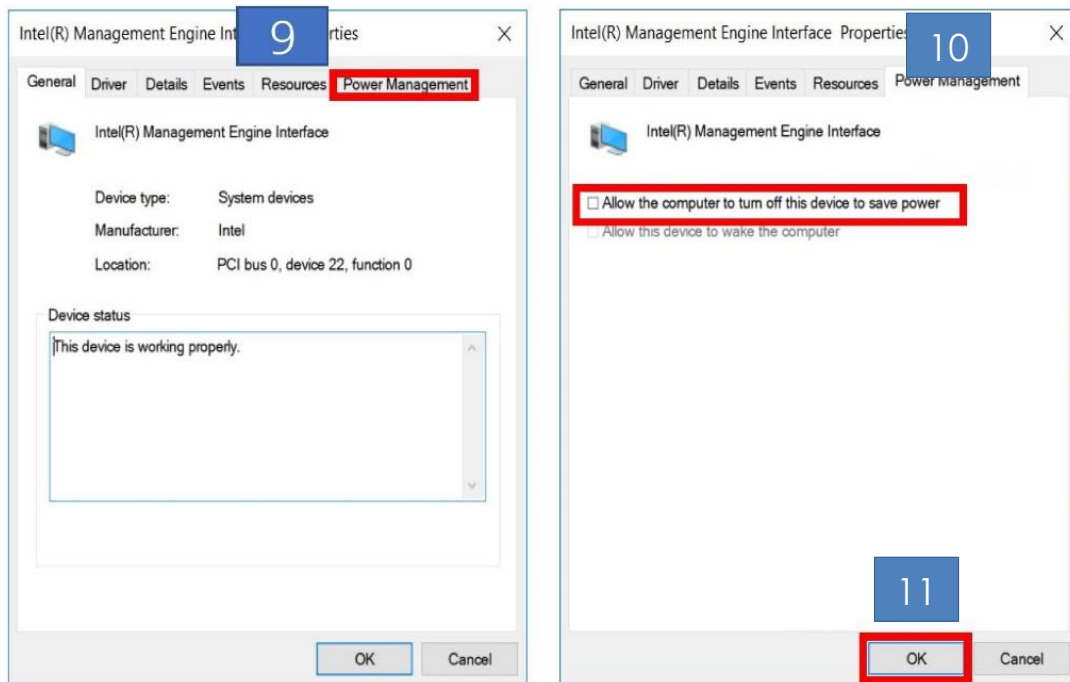 Intel(R) Management Engine Int
rties
9
General Driver Details Events Resources Power Management
Intel(R) Management Engine Interface
Device type: System devices
Manufacturer: Intel
Location: PCI bus 0, device 22, function 0
Device status
This device is working properly.
OK Cancel
Intel(R) Management Engine Interface Properties
10
General Driver Details Events Resources Power Management
Intel(R) Management Engine Interface
Allow the computer to turn off this device to save power
Allow this device to wake the computer
11
OK Cancel